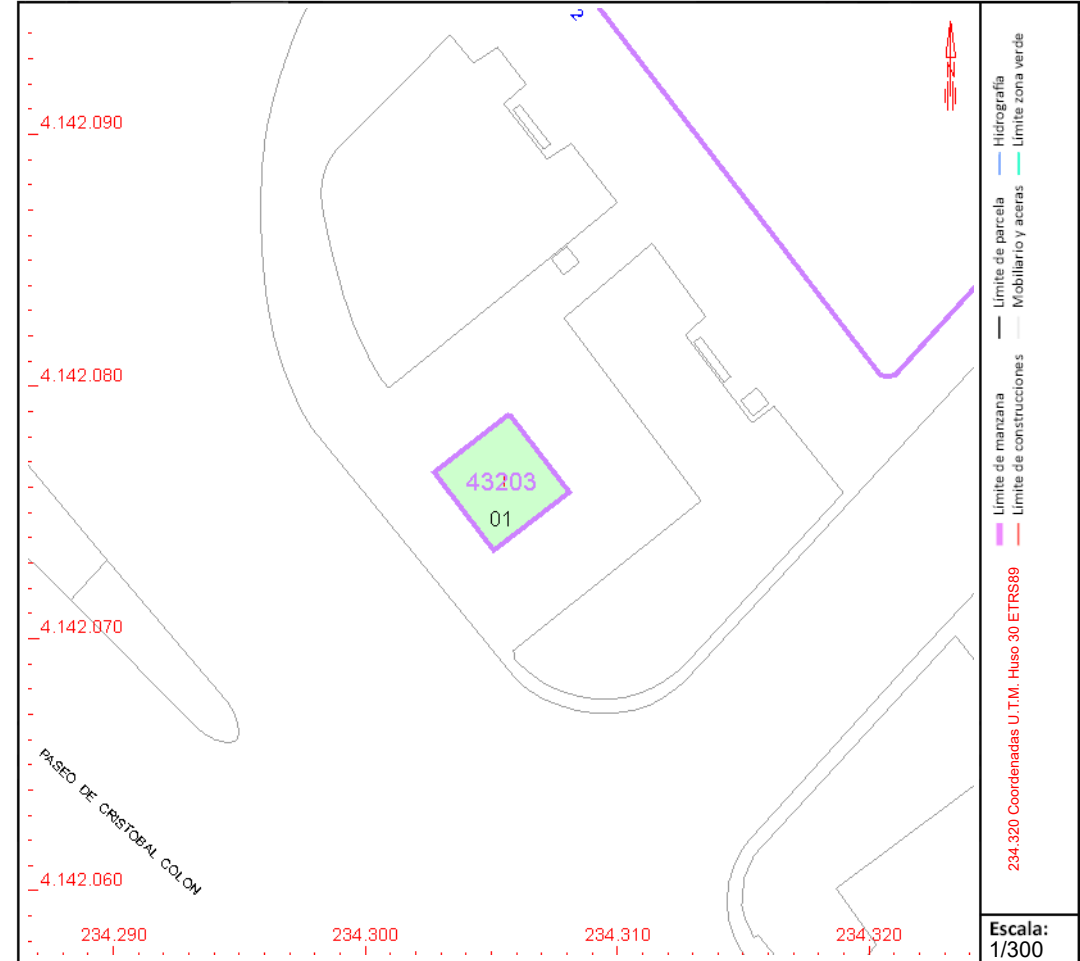 2
N
4.142.090
4.142.080
4.142.070
4.142.060
43203
I
01
PASEO DE CRISTOBAL COLON
234.290
234.300
234.310
234.320
Límite de manzana
Límite de parcela
Hidrografía
Límite de construcciones
Mobiliario y aceras
Límite zona verde
234.320 Coordenadas U.T.M. Huso 30 ETRS89
Escala:
1/300